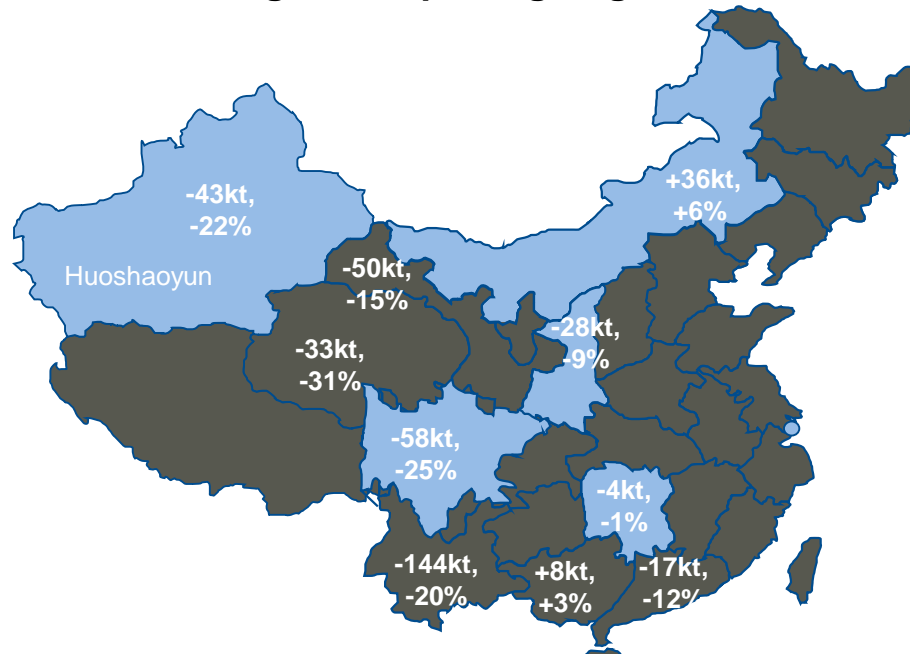 +36kt,
+6%
-43kt,
-22%
Huoshaoyun
-50kt,
-15%
-28kt,
-9%
-33kt,
-31%
-58kt,
-25%
-4kt,
-1%
-144kt,
-20%
+8kt,
+3%
-17kt,
-12%